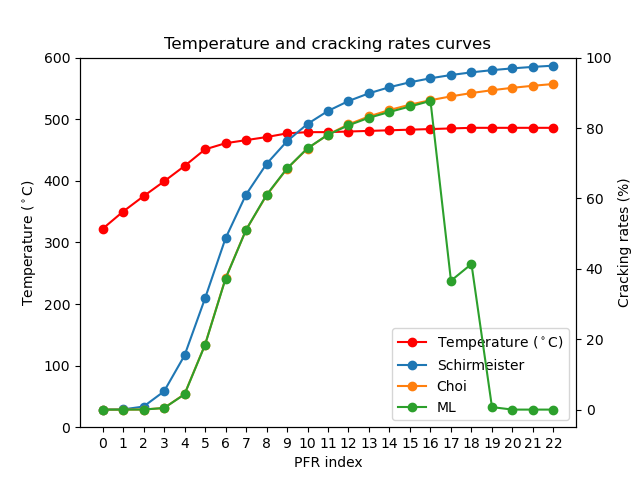 Temperature and cracking rates curves
600
500
400
300
200
100
0
Temperature (°C)
100
80
60
40
20
0
Cracking rates (%)
Temperature (°C)
Schirmeister
Choi
ML
0 1 2 3 4 5 6 7 8 9 10 11 12 13 14 15 16 17 18 19 20 21 22
PFR index